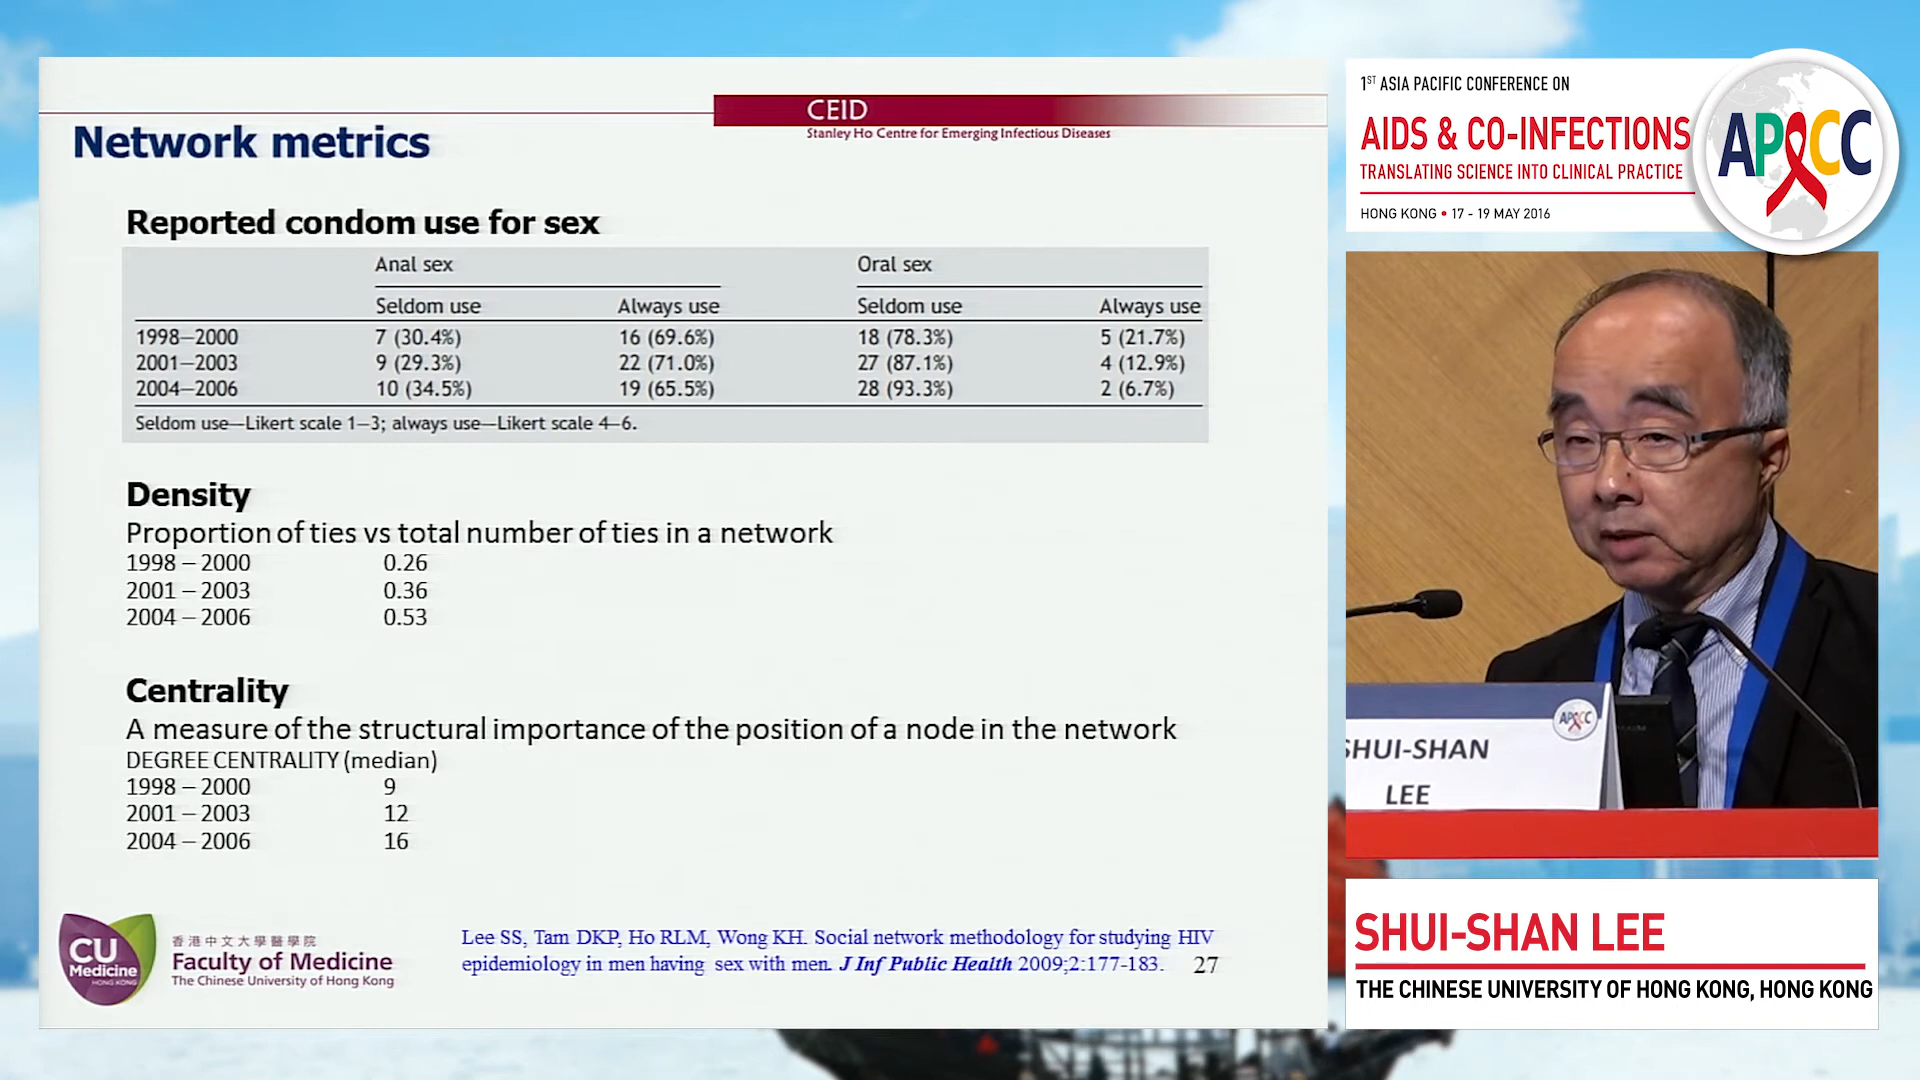 CEID
Stanley Ho Centre for Emerging Infectious Diseases
Network metrics
Reported condom use for sex
Anal sex Oral sex
Seldom use Always use Seldom use Always use
1998–2000 7 (30.4%) 16 (69.6%) 18 (78.3%) 5 (21.7%)
2001–2003 9 (29.3%) 22 (71.0%) 27 (87.1%) 4 (12.9%)
2004–2006 10 (34.5%) 19 (65.5%) 28 (93.3%) 2 (6.7%)
Seldom use—Likert scale 1–3; always use—Likert scale 4–6.
Density
Proportion of ties vs total number of ties in a network
1998 – 2000 0.26
2001 – 2003 0.36
2004 – 2006 0.53
Centrality
A measure of the structural importance of the position of a node in the network
DEGREE CENTRALITY (median)
1998 – 2000 9
2001 – 2003 12
2004 – 2006 16
CU
Medicine
HONG KONG
香港中文大學醫學院
Faculty of Medicine
The Chinese University of Hong Kong
Lee SS, Tam DKP, Ho RLM, Wong KH. Social network methodology for studying HIV
epidemiology in men having sex with men. J Inf Public Health 2009;2:177-183. 27
1ST ASIA PACIFIC CONFERENCE ON
AIDS & CO-INFECTIONS
TRANSLATING SCIENCE INTO CLINICAL PRACTICE
HONG KONG • 17 - 19 MAY 2016
APACC
APACC
SHUI-SHAN
LEE
SHUI-SHAN LEE
THE CHINESE UNIVERSITY OF HONG KONG, HONG KONG